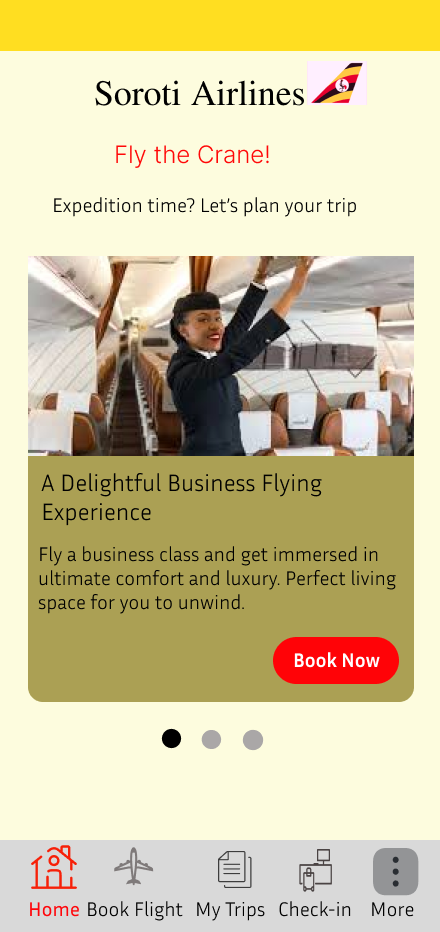 Soroti Airlines
Fly the Crane!
Expedition time? Let’s plan your trip
A Delightful Business Flying
Experience
Fly a business class and get immersed in
ultimate comfort and luxury. Perfect living
space for you to unwind.
Book Now
Home Book Flight My Trips Check-in More